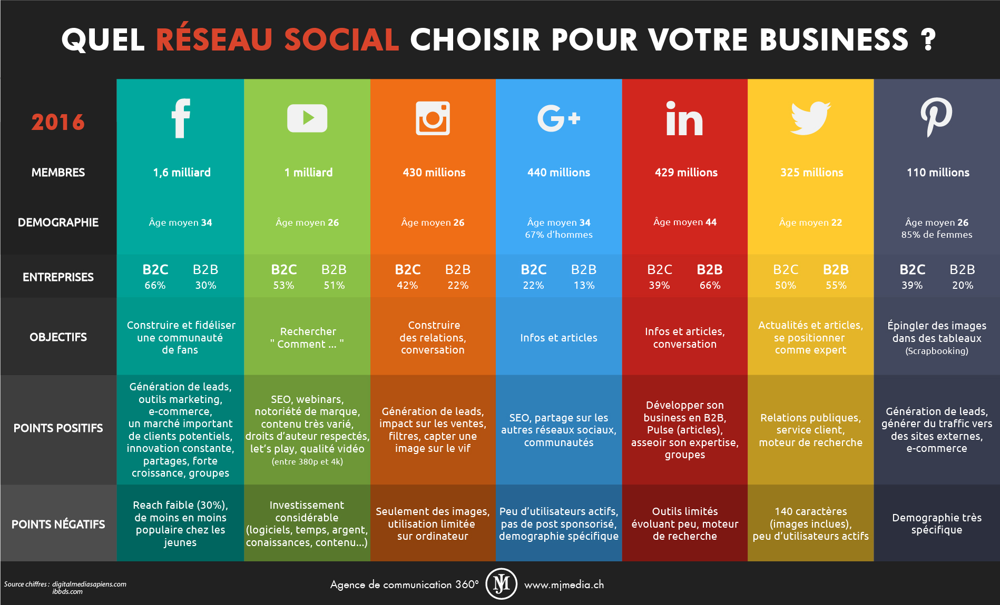 QUEL RÉSEAU SOCIAL CHOISIR POUR VOTRE BUSINESS ?
2016
f
G+
in
MEMBRES
1,6 milliard
1 milliard
430 millions
440 millions
429 millions
325 millions
110 millions
DEMOGRAPHIE
Âge moyen 34
Âge moyen 26
Âge moyen 26
Âge moyen 34
67% d’hommes
Âge moyen 44
Âge moyen 22
Âge moyen 26
85% de femmes
ENTREPRISES
B2C B2B
66% 30%
B2C B2B
53% 51%
B2C B2B
42% 22%
B2C B2B
22% 13%
B2C B2B
39% 66%
B2C B2B
50% 55%
B2C B2B
39% 20%
OBJECTIFS
Construire et fidéliser
une communauté
de fans
Rechercher
" Comment ... "
Construire
des relations,
conversation
Infos et articles
Infos et articles,
conversation
Actualités et articles,
se positionner
comme expert
Épingler des images
dans des tableaux
(Scrapbooking)
POINTS POSITIFS
Génération de leads,
outils marketing,
e-commerce,
un marché important
de clients potentiels,
innovation constante,
partages, forte
croissance, groupes
SEO, webinars,
notoriété de marque,
contenu très varié,
droits d’auteur respectés,
let’s play, qualité vidéo
(entre 380p et 4k)
Génération de leads,
impact sur les ventes,
filtres, capter une
image sur le vif
SEO, partage sur les
autres réseaux sociaux,
communautés
Développer son
business en B2B,
Pulse (articles),
asseoir son expertise,
groupes
Relations publiques,
service client,
moteur de recherche
Génération de leads,
générer du traffic vers
des sites externes,
e-commerce
POINTS NÉGATIFS
Reach faible (30%),
de moins en moins
populaire chez les
jeunes
Investissement
considérable
(logiciels, temps, argent,
conaissances, contenu...)
Seulement des images,
utilisation limitée
sur ordinateur
Peu d’utilisateurs actifs,
pas de post sponsorisé,
demographie spécifique
Outils limités
évoluant peu, moteur
de recherche
140 caractères
(images inclues),
peu d’utilisateurs actifs
Demographie très
spécifique
Source chiffres : digitalmediasapiens.com
ibbds.com
Agence de communication 360° MJ www.mjmedia.ch